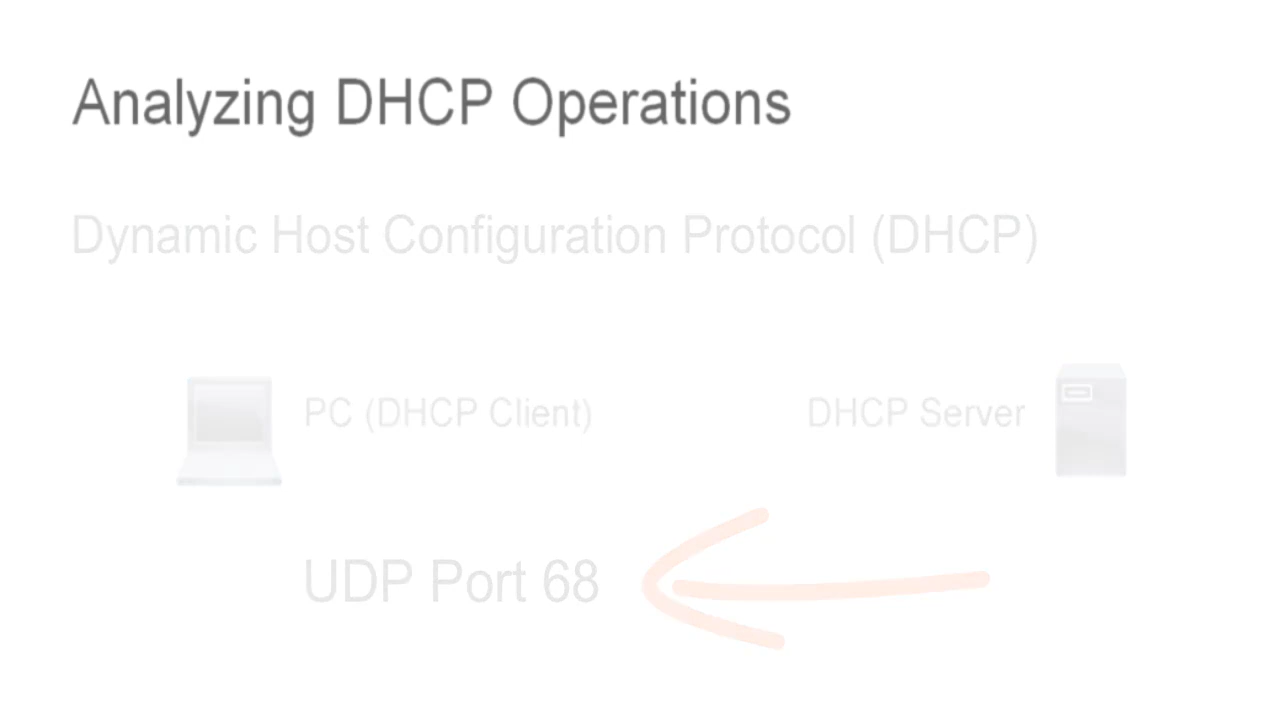 Analyzing DHCP Operations
Dynamic Host Configuration Protocol (DHCP)
PC (DHCP Client)
DHCP Server
UDP Port 68